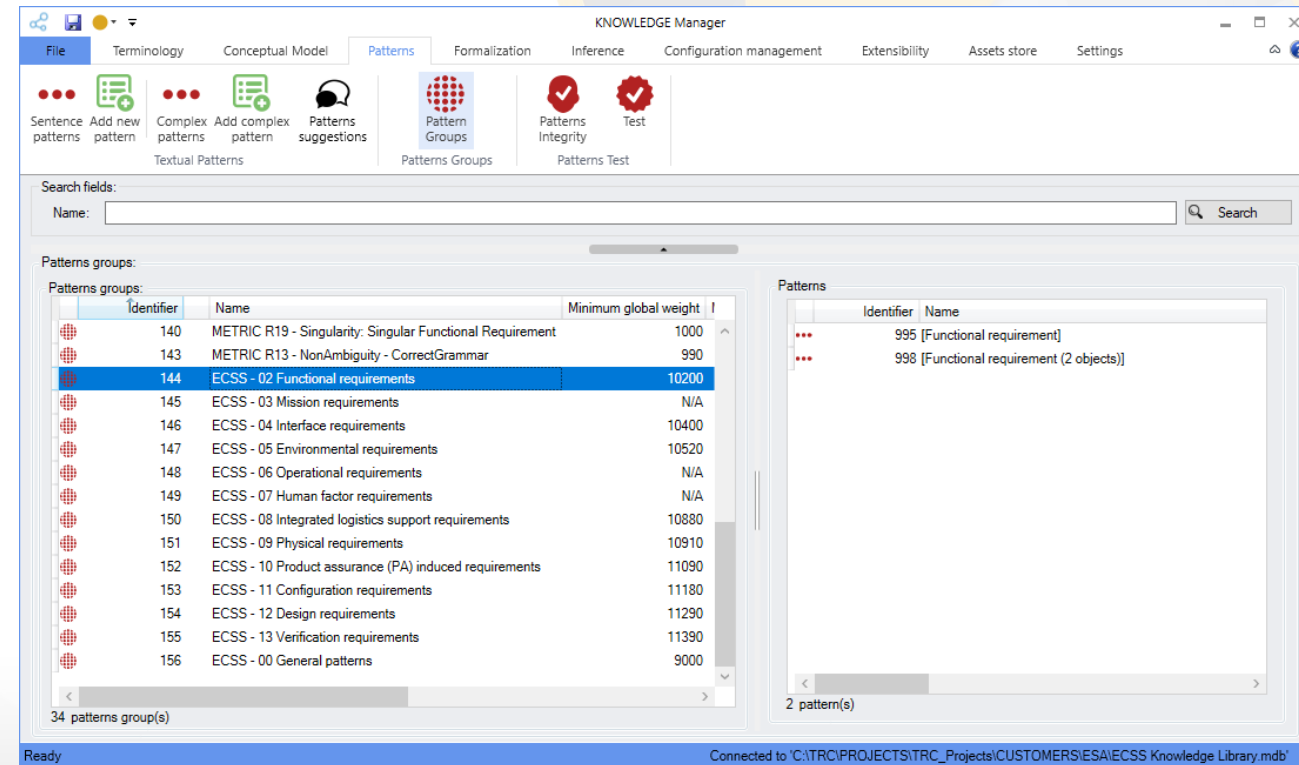 KNOWLEDGE Manager
File Terminology Conceptual Model Patterns Formalization Inference Configuration management Extensibility Assets store Settings
Sentence patterns Add new pattern Complex patterns Add complex pattern Patterns suggestions Pattern Groups Patterns Integrity Test
Textual Patterns Patterns Groups Patterns Test
Search fields:
Name: Search
Patterns groups:
Patterns groups:
Identifier Name Minimum global weight
140 METRIC R19 - Singularity: Singular Functional Requirement 1000
143 METRIC R13 - NonAmbiguity - CorrectGrammar 990
144 ECSS - 02 Functional requirements 10200
145 ECSS - 03 Mission requirements N/A
146 ECSS - 04 Interface requirements 10400
147 ECSS - 05 Environmental requirements 10520
148 ECSS - 06 Operational requirements N/A
149 ECSS - 07 Human factor requirements N/A
150 ECSS - 08 Integrated logistics support requirements 10880
151 ECSS - 09 Physical requirements 10910
152 ECSS - 10 Product assurance (PA) induced requirements 11090
153 ECSS - 11 Configuration requirements 11180
154 ECSS - 12 Design requirements 11290
155 ECSS - 13 Verification requirements 11390
156 ECSS - 00 General patterns 9000
34 patterns group(s)
Patterns
Identifier Name
995 [Functional requirement]
998 [Functional requirement (2 objects)]
2 pattern(s)
Ready Connected to 'C:\TRC\PROJECTS\TRC_Projects\CUSTOMERS\ESA\ECSS Knowledge Library.mdb'